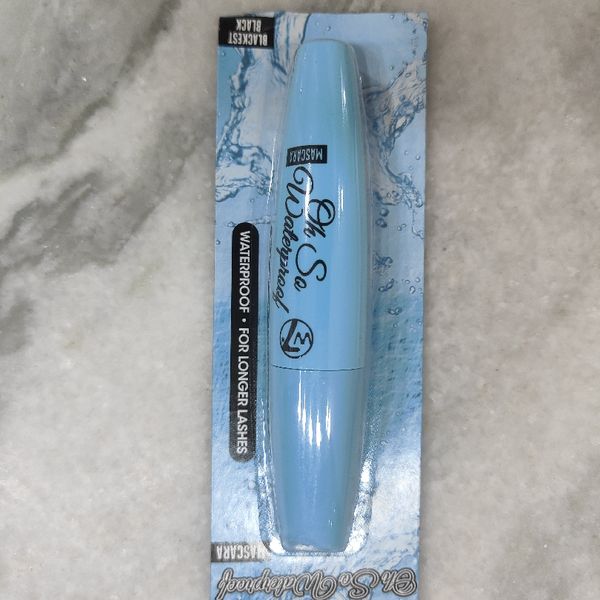 BLACKEST
BLACK
MASCARA
Oh So
Waterproof
W7
WATERPROOF • FOR LONGER LASHES
MASCARA
Oh So Waterproof